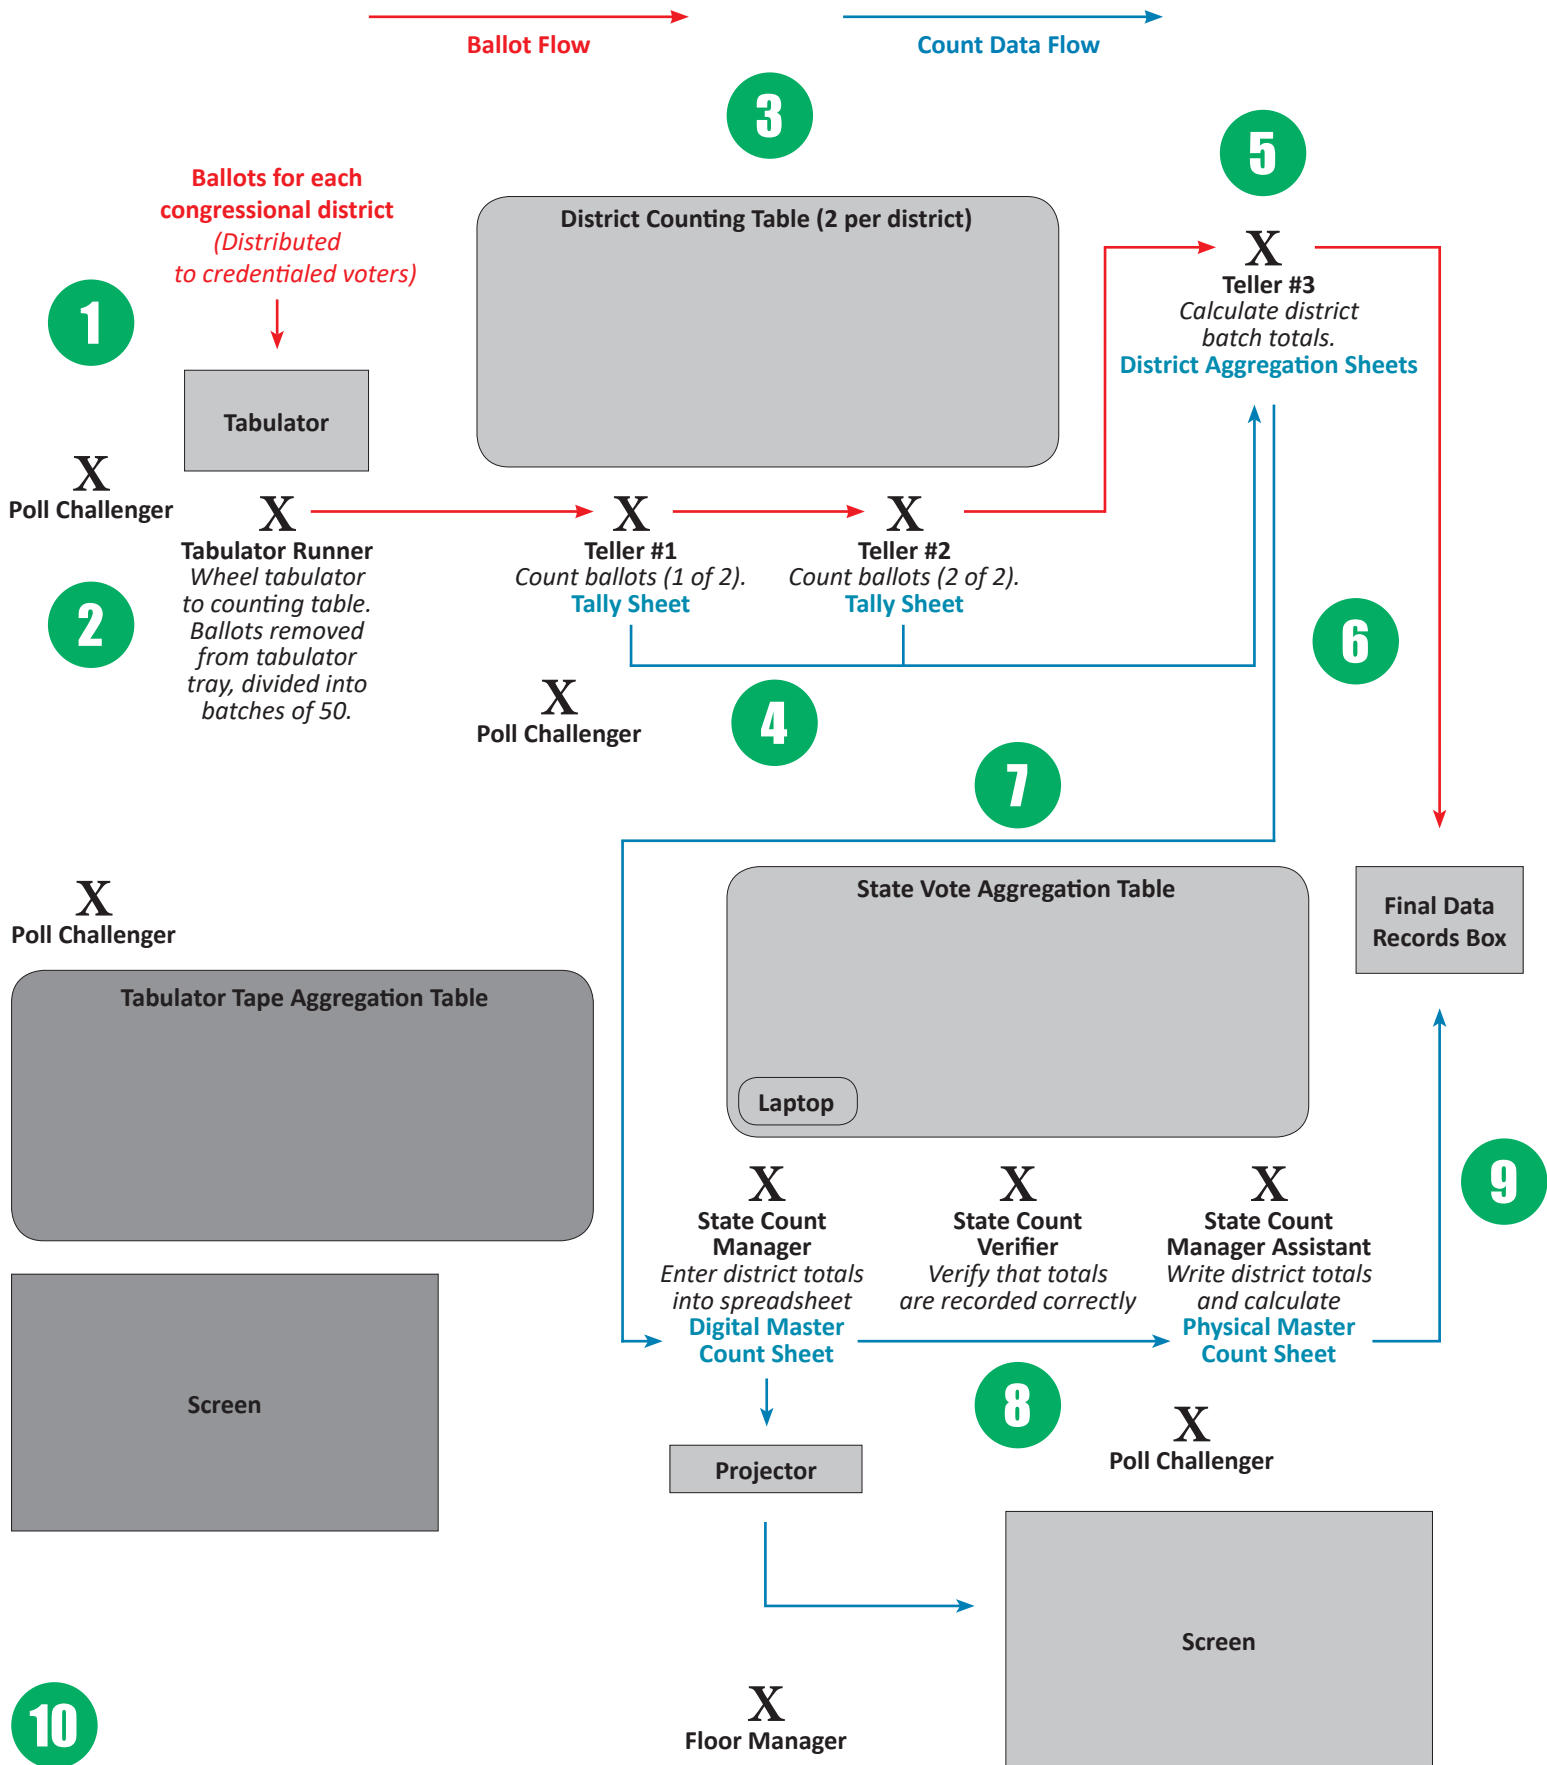 Ballot Flow
Count Data Flow
3
5
Ballots for each
congressional district
(Distributed
to credentialed voters)
1
District Counting Table (2 per district)
X
Teller #3
Calculate district
batch totals.
District Aggregation Sheets
Tabulator
X
Poll Challenger
X
Tabulator Runner
Wheel tabulator
to counting table.
Ballots removed
from tabulator
tray, divided into
batches of 50.
X
Teller #1
Count ballots (1 of 2).
Tally Sheet
X
Teller #2
Count ballots (2 of 2).
Tally Sheet
2
6
X
Poll Challenger
4
7
X
Poll Challenger
State Vote Aggregation Table
Final Data
Records Box
Tabulator Tape Aggregation Table
Laptop
9
X
State Count
Manager
Enter district totals
into spreadsheet
Digital Master
Count Sheet
X
State Count
Verifier
Verify that totals
are recorded correctly
X
State Count
Manager Assistant
Write district totals
and calculate
Physical Master
Count Sheet
Screen
8
X
Poll Challenger
Projector
Screen
10
X
Floor Manager